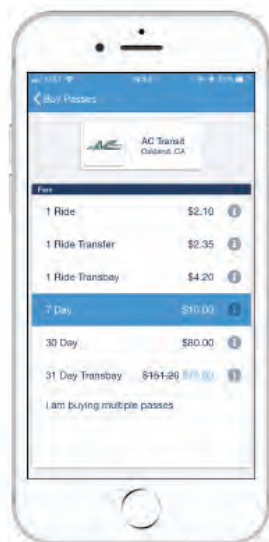 Buy Passes
AC Transit
Oakland, CA
Fare
1 Ride $2.10
1 Ride Transfer $2.35
1 Ride Transbay $4.20
7 Day $10.00
30 Day $80.00
31 Day Transbay $151.20
I am buying multiple passes